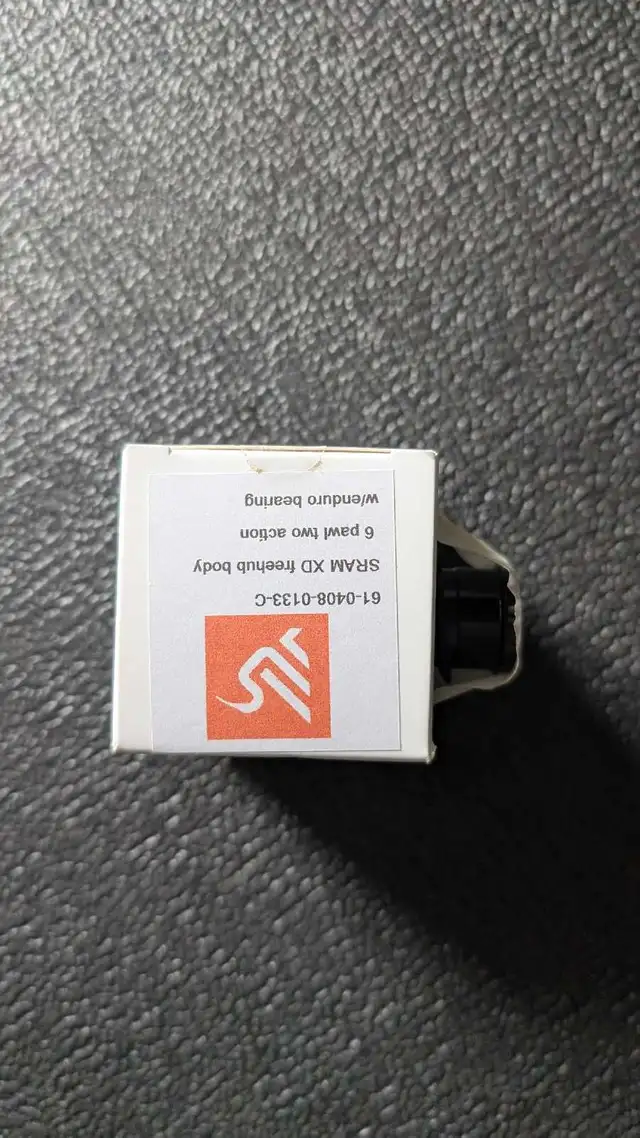 61-0408-0133-C
SRAM XD freehub body
6 pawl two action
w/enduro bearing